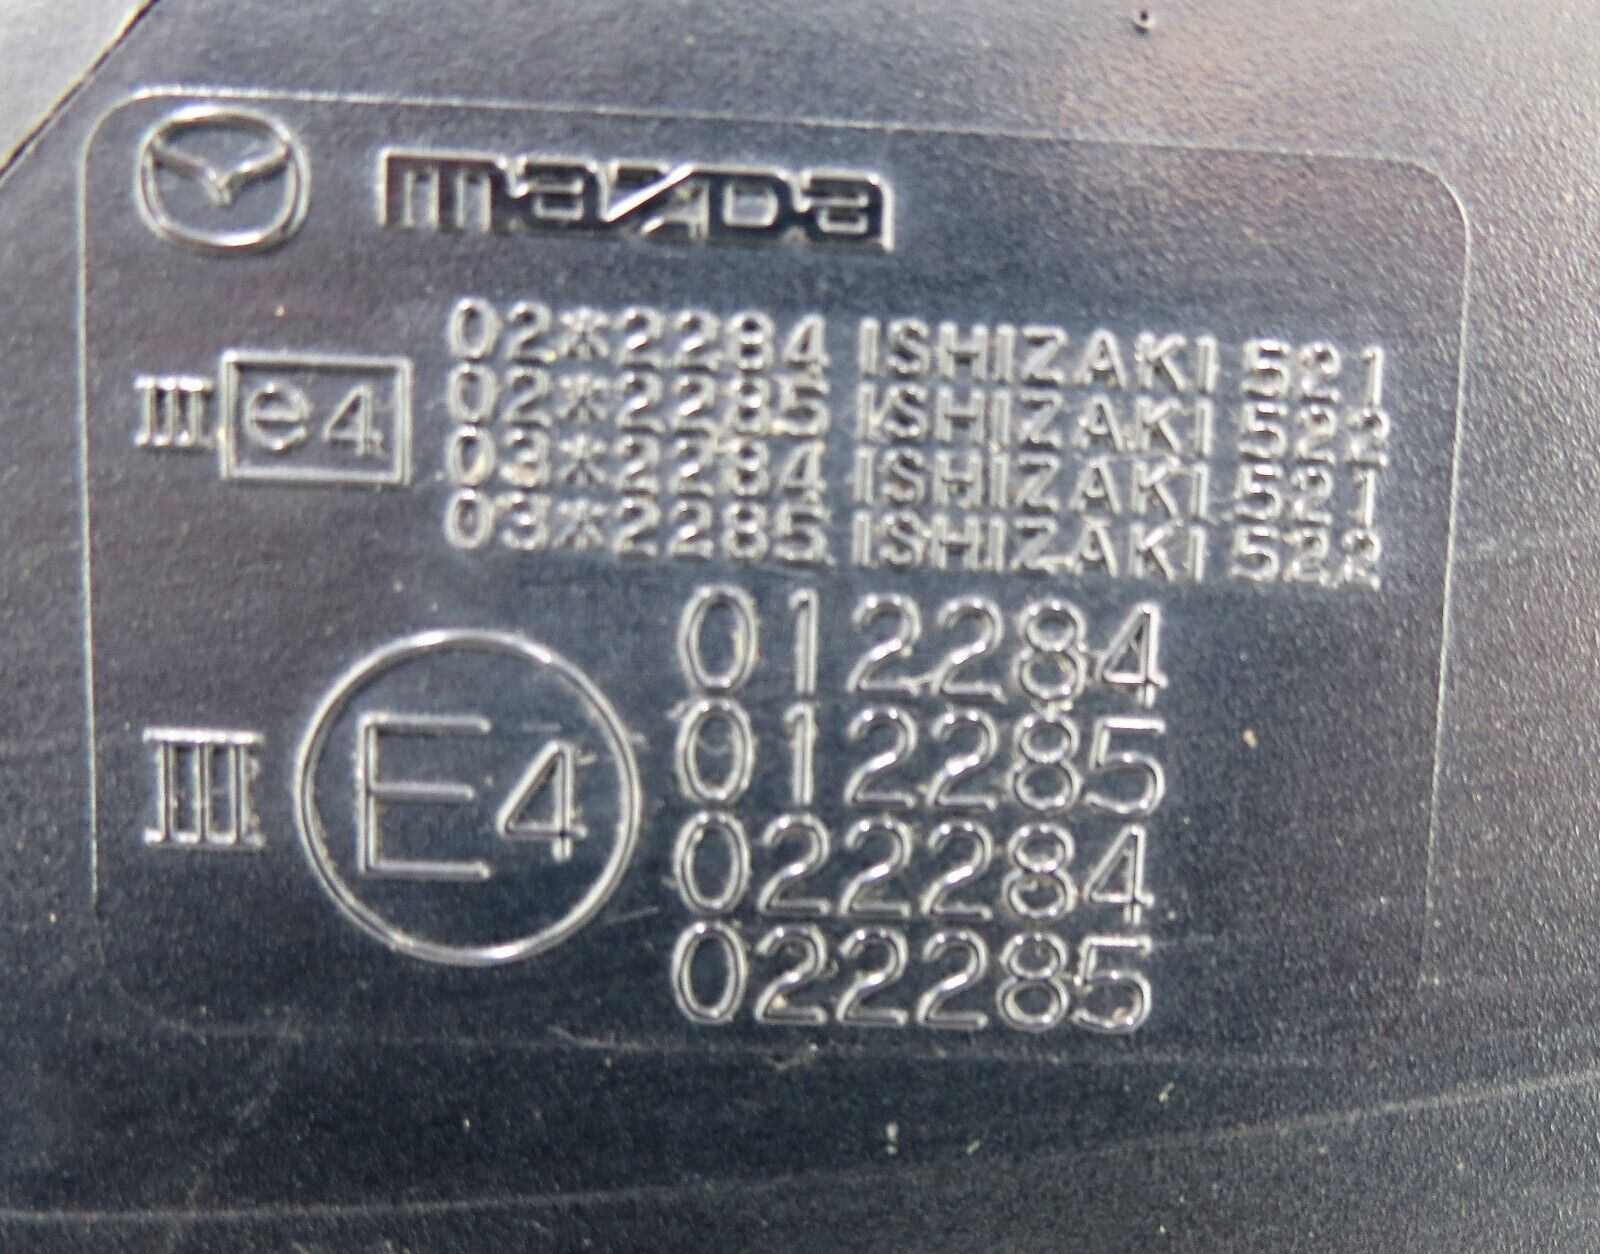 mazda
02*2284 ISHIZAKI 521
02*2285 ISHIZAKI 522
III e4
03*2284 ISHIZAKI 521
03*2285 ISHIZAKI 522
012284
012285
III E4
022284
022285